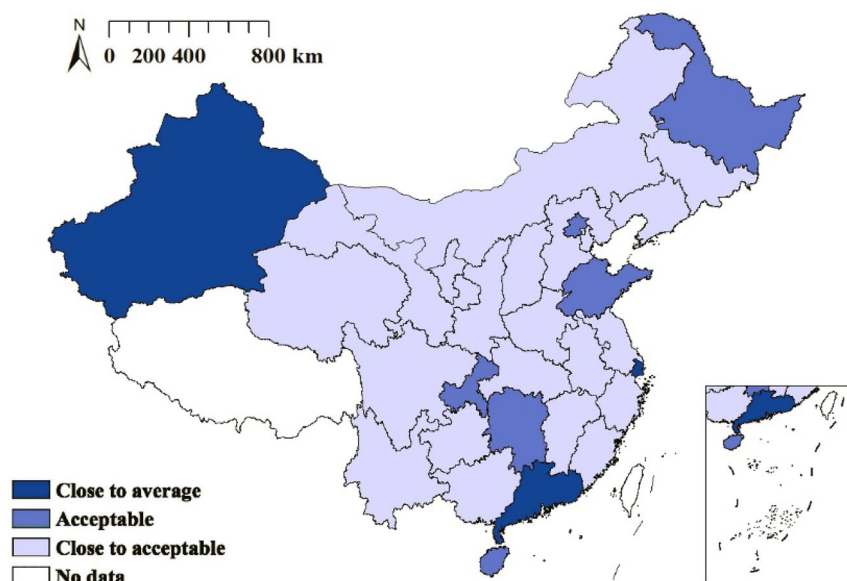 N
0 200 400 800 km
Close to average
Acceptable
Close to acceptable
No data